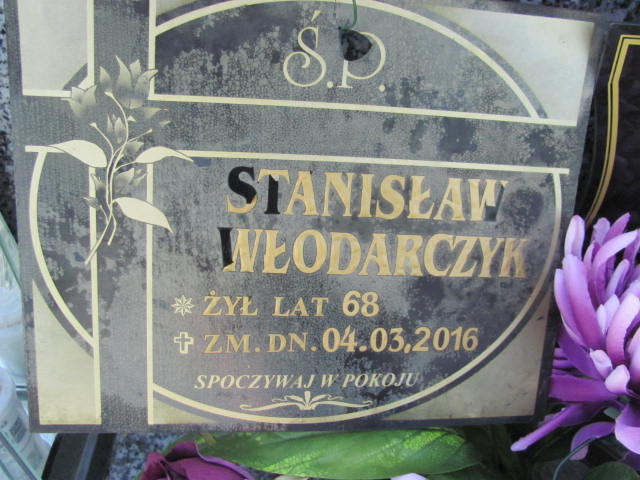 Ś.P.
STANISŁAW
WŁODARCZYK
ŻYŁ LAT 68
ZM. DN. 04.03.2016
SPOCZYWAJ W POKOJU